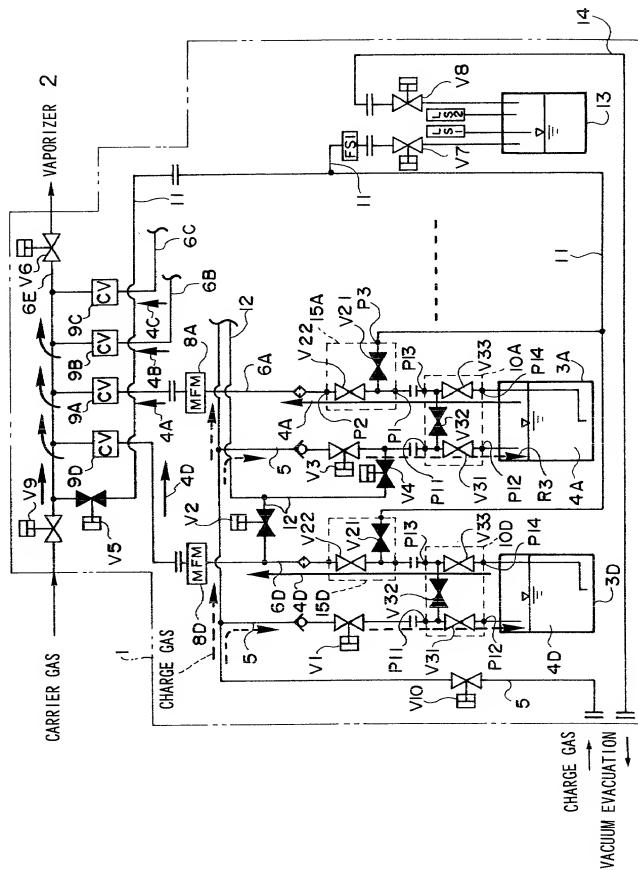 CARRIER GAS
V9
6E
V6
VAPORIZER 2
1
V5
9D
CV
9A
CV
9B
CV
9C
CV
11
4D
4A
4B
4C
6B
6C
CHARGE GAS
8D
MFM
MFM
8A
12
V2
12
6D
4D
V22
V21
15D
5
V1
5
V3
V4
4A
6A
V22
15A
V21
P3
P2
P1
P11
P13
V32
V33
10D
V31
P12
P14
4D
3D
P11
P13
V32
V33
10A
V31
P12
P14
R3
4A
3A
11
11
FS1
V7
V8
LS1
LS2
13
14
V10
5
CHARGE GAS
VACUUM EVACUATION